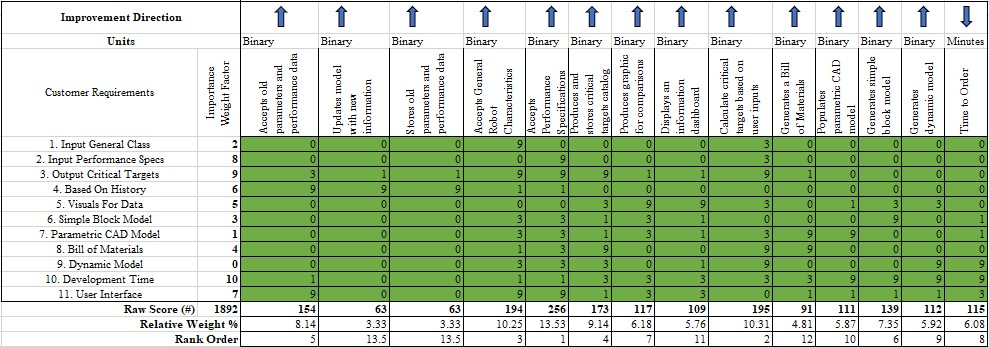 Improvement Direction
Units Binary Binary Binary Binary Binary Binary Binary Binary Binary Binary Binary Binary Binary Minutes
Customer Requirements
Importance
Weight Factor
Accepts old
parameters and
performance data
Updates model
with new
information
Stores old
parameters and
performance data
Accepts General
Robot
Characteristics
Accepts
Performance
Specifications
Produces and
stores critical
targets catalog
Produces graphic
for comparisons
Displays an
information
dashboard
Calculate critical
targets based on
user inputs
Generates a Bill
of Materials
Populates
parametric CAD
model
Generates simple
block model
Generates
dynamic model
Time to Order
1. Input General Class 2 0 0 0 9 0 0 0 0 3 0 0 0 0 0
2. Input Performance Specs 8 0 0 0 0 9 0 0 0 3 0 0 0 0 0
3. Output Critical Targets 9 3 1 1 9 9 9 1 1 9 1 0 0 0 0
4. Based On History 6 9 9 9 1 1 0 0 0 0 0 0 0 0 0
5. Visuals For Data 5 0 0 0 0 0 3 9 9 3 0 1 3 3 0
6. Simple Block Model 3 0 0 0 3 3 1 3 1 0 0 0 9 0 1
7. Parametric CAD Model 1 0 0 0 3 3 1 3 1 3 9 9 0 0 1
8. Bill of Materials 4 0 0 0 1 3 9 0 0 9 9 0 0 0 0
9. Dynamic Model 0 0 0 0 3 3 3 0 1 0 0 0 0 9 9
10. Development Time 10 1 0 0 1 1 3 3 3 3 3 9 9 9 9
11. User Interface 7 9 0 0 9 9 1 3 3 0 1 1 1 1 3
Raw Score (#) 1892 154 63 63 194 256 173 117 109 195 91 111 139 112 115
Relative Weight % 8.14 3.33 3.33 10.25 13.53 9.14 6.18 5.76 10.31 4.81 5.87 7.35 5.92 6.08
Rank Order 5 13.5 13.5 3 1 4 7 11 2 12 10 6 9 8